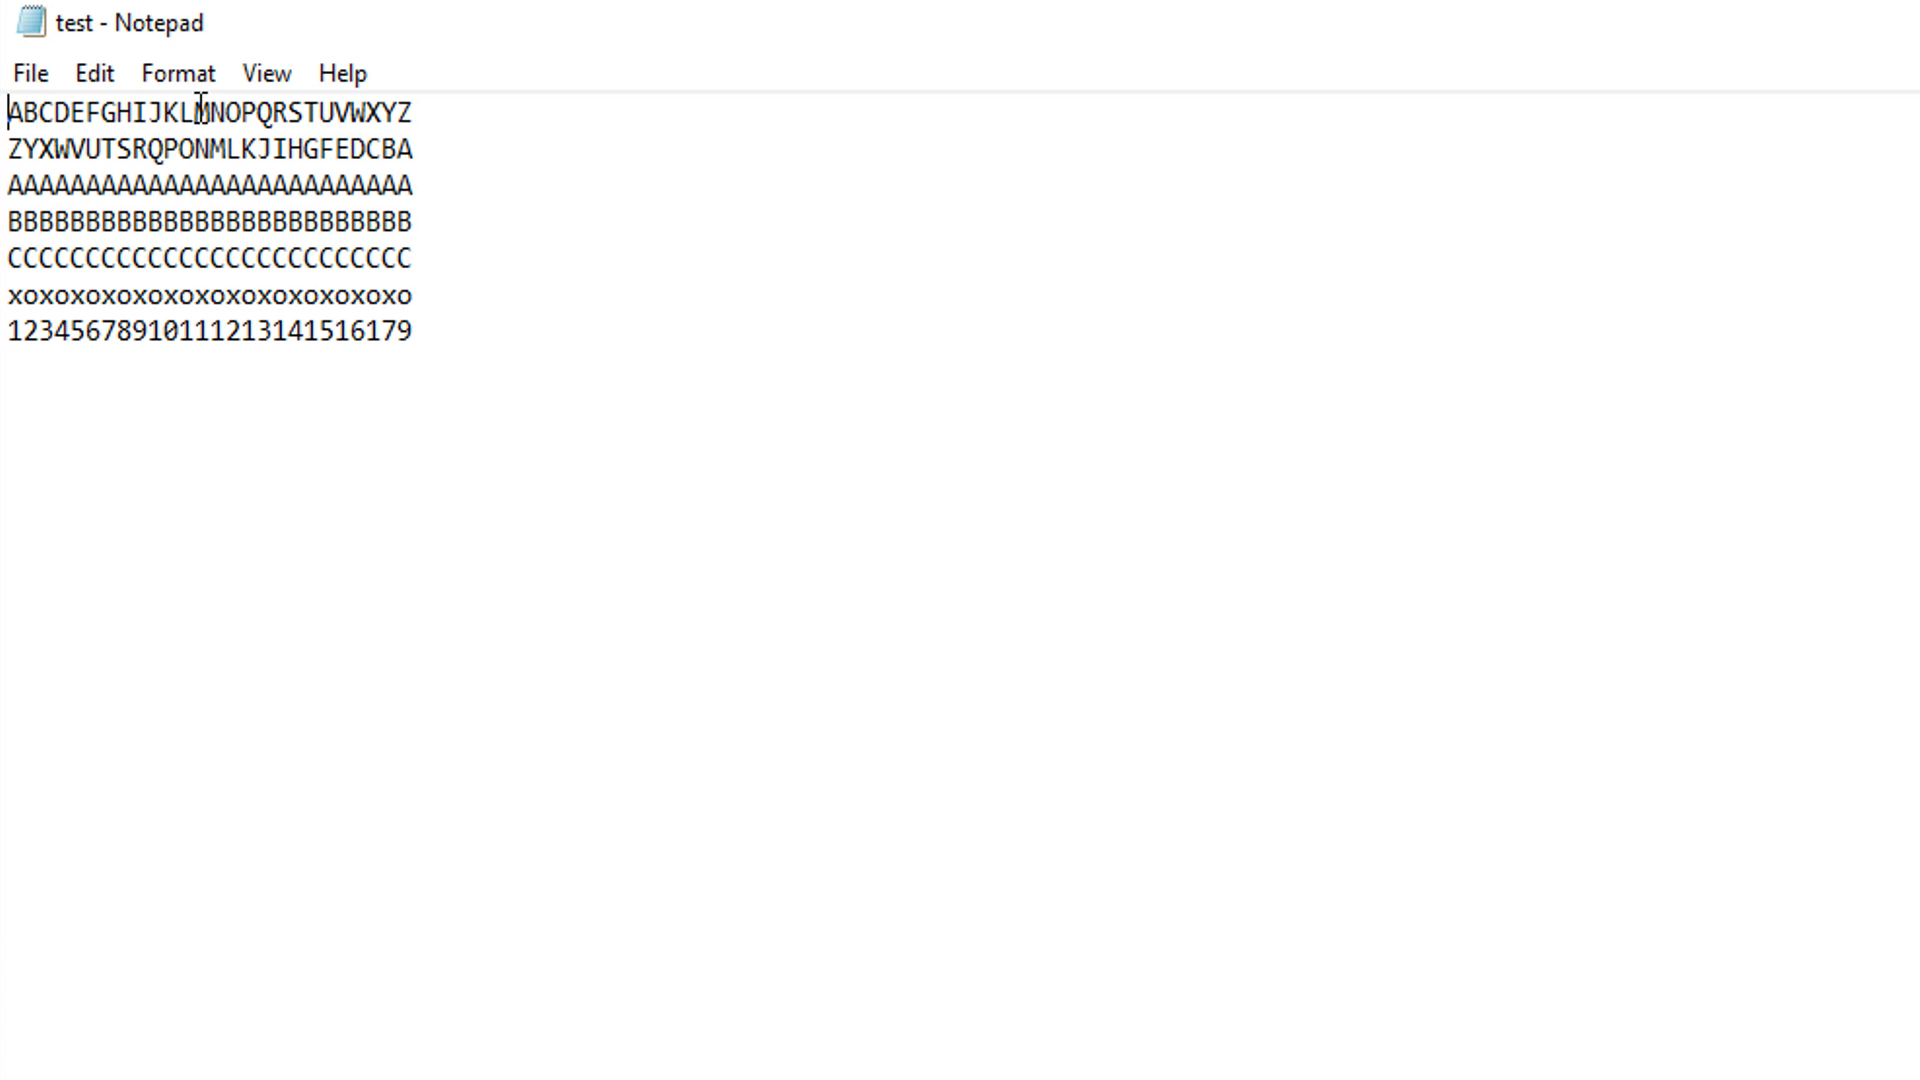 test - Notepad
File Edit Format View Help
ABCDEFGHIJKLMNOPQRSTUVWXYZ
ZYXWVUTSRQPONMLKJIHGFEDCBA
AAAAAAAAAAAAAAAAAAAAAAAAAA
BBBBBBBBBBBBBBBBBBBBBBBBBB
CCCCCCCCCCCCCCCCCCCCCCCCCC
xoxoxoxoxoxoxoxoxoxoxoxoxo
12345678910111213141516179